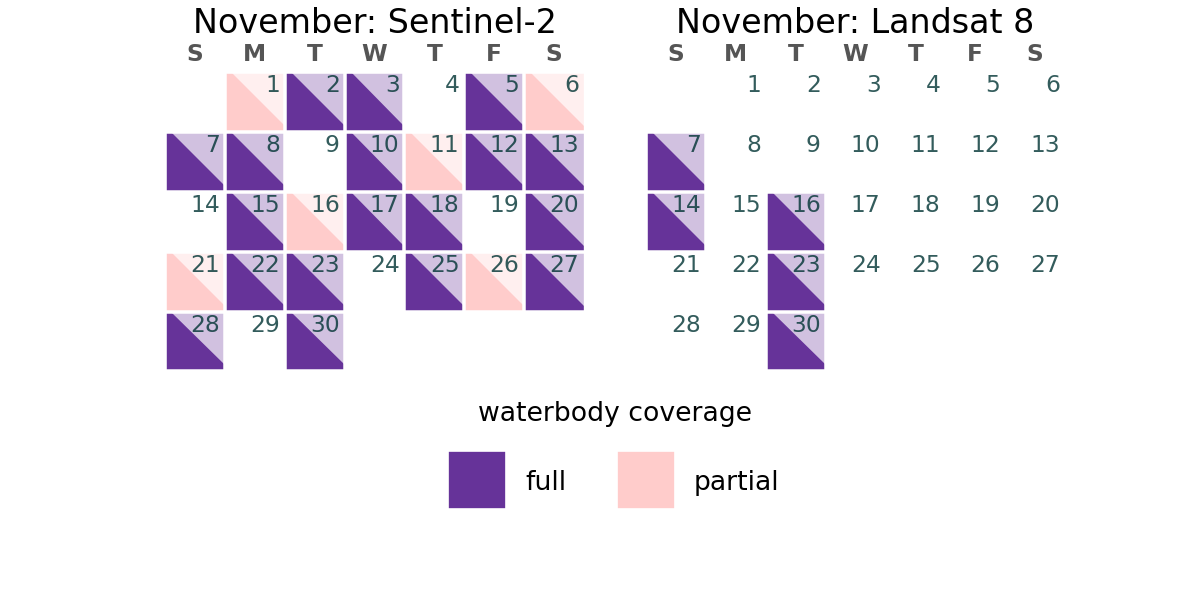 November: Sentinel-2
S M T W T F S
1 2 3 4 5 6
7 8 9 10 11 12 13
14 15 16 17 18 19 20
21 22 23 24 25 26 27
28 29 30
November: Landsat 8
S M T W T F S
1 2 3 4 5 6
7 8 9 10 11 12 13
14 15 16 17 18 19 20
21 22 23 24 25 26 27
28 29 30
waterbody coverage
full partial